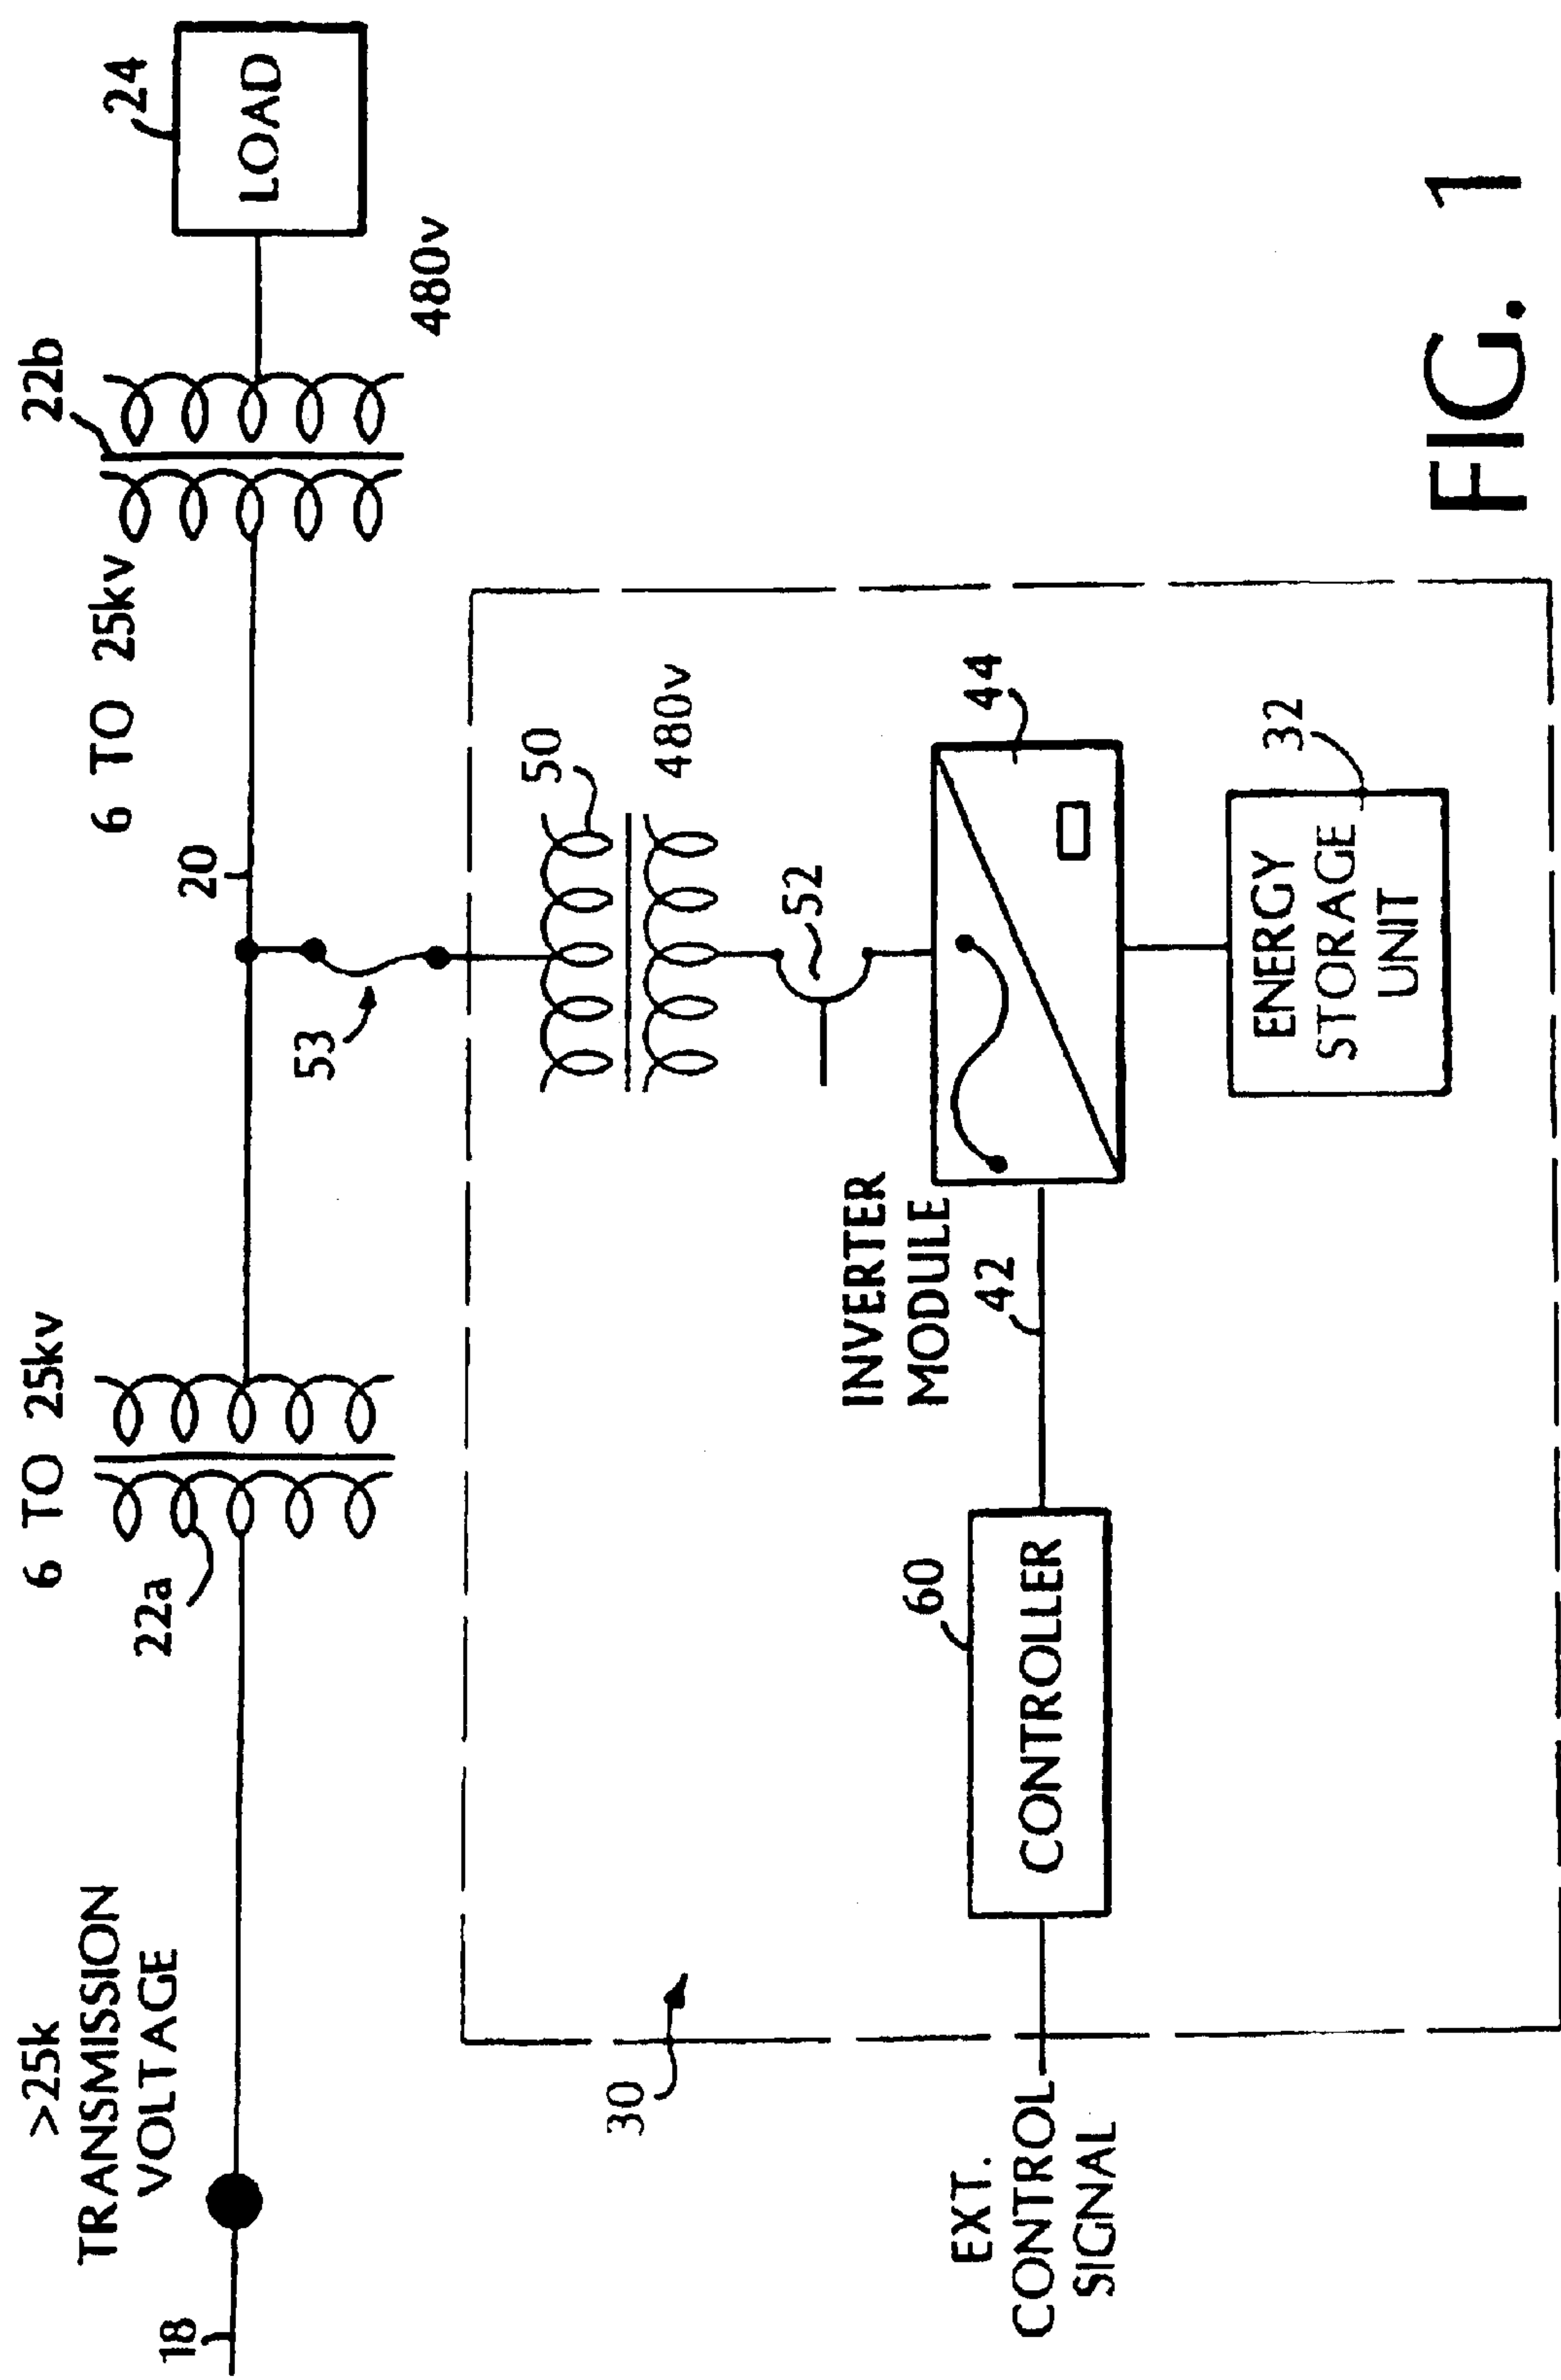 >25k
TRANSMISSION
VOLTAGE
18
6 TO 25kv
22a
20
6 TO 25kv
22b
24
LOAD
480v
53
30
50
480v
52
INVERTER
MODULE
44
42
60
CONTROLLER
EXT.
CONTROL
SIGNAL
32
ENERGY
STORAGE
UNIT
FIG. 1